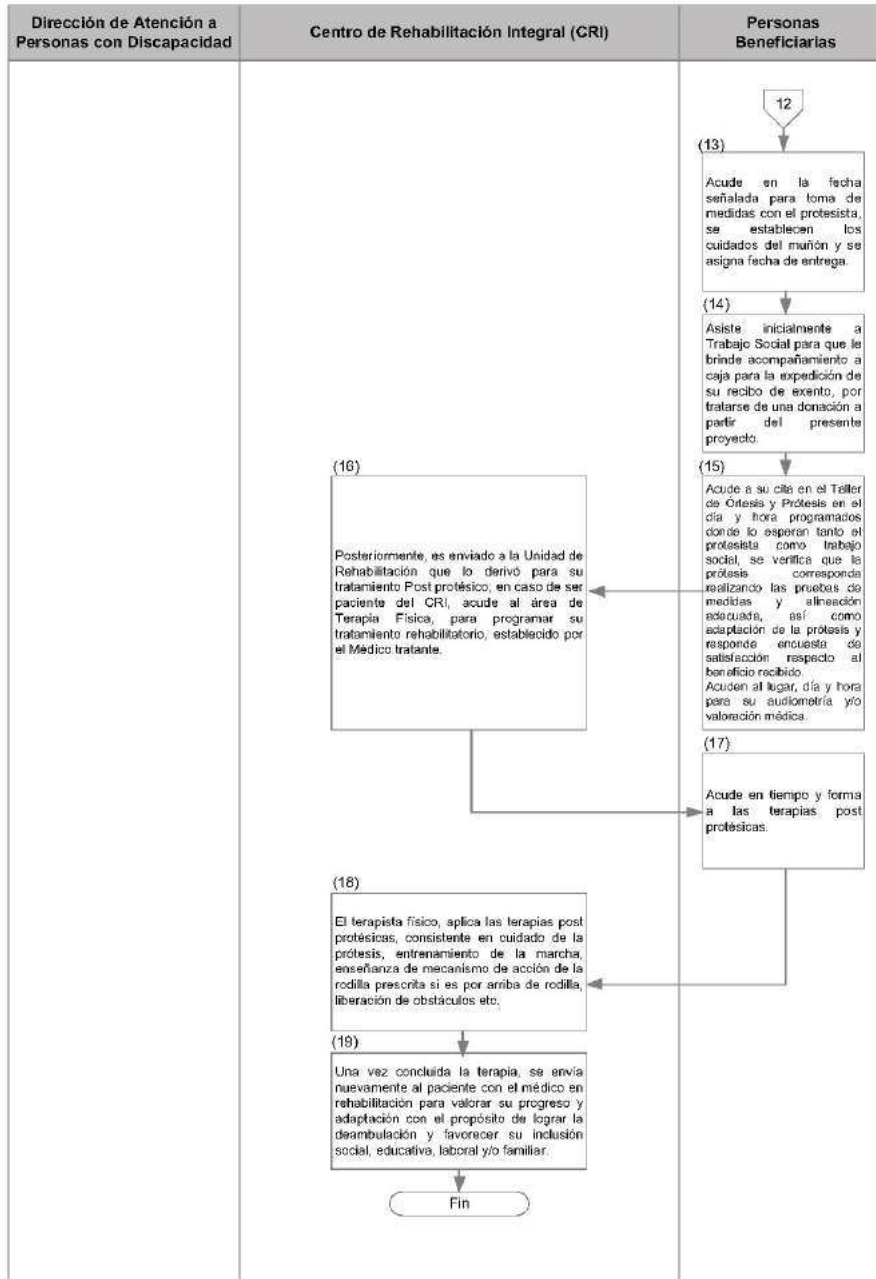 Dirección de Atención a
Personas con Discapacidad
Centro de Rehabilitación Integral (CRI)
Personas
Beneficiarias
12
(13)
Acude en la fecha
señalada para toma de
medidas con el protesista,
se establecen los
cuidados del muñón y se
asigna fecha de entrega.
(14)
Asiste inicialmente a
Trabajo Social para que le
brinde acompañamiento a
caja para la expedición de
su recibo de exento, por
tratarse de una donación a
partir del presente
proyecto.
(15)
Acude a su cita en el Taller
de Órtesis y Prótesis en el
día y hora programados
donde lo esperan tanto el
protesista como trabajo
social, se verifica que la
prótesis corresponda
realizando las pruebas de
medidas y alineación
adecuada, así como
adaptación de la prótesis y
responde encuesta de
satisfacción respecto al
beneficio recibido.
Acuden al lugar, día y hora
para su audiometría y/o
valoración médica.
(16)
Posteriormente, es enviado a la Unidad de
Rehabilitación que lo derivó para su
tratamiento Post protésico, en caso de ser
paciente del CRI, acude al área de
Terapia Física, para programar su
tratamiento rehabilitatorio, establecido por
el Médico tratante.
(17)
Acude en tiempo y forma
a las terapias post
protésicas.
(18)
El terapista físico, aplica las terapias post
protésicas, consistente en cuidado de la
prótesis, entrenamiento de la marcha,
enseñanza de mecanismo de acción de la
rodilla prescrita si es por arriba de rodilla,
liberación de obstáculos etc.
(19)
Una vez concluida la terapia, se envía
nuevamente al paciente con el médico en
rehabilitación para valorar su progreso y
adaptación con el propósito de lograr la
deambulación y favorecer su inclusión
social, educativa, laboral y/o familiar.
Fin